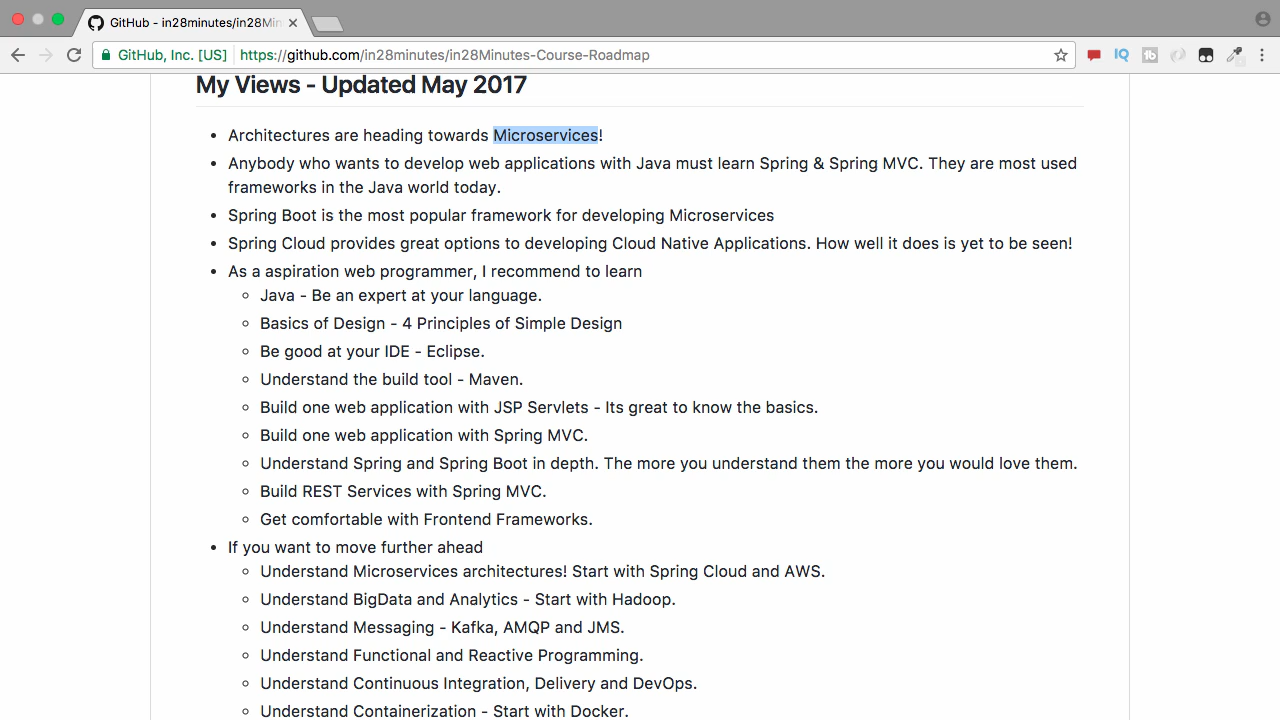 GitHub - in28minutes/in28Min
GitHub, Inc. [US] https://github.com/in28minutes/in28Minutes-Course-Roadmap
IQ
tb
My Views - Updated May 2017
Architectures are heading towards Microservices!
Anybody who wants to develop web applications with Java must learn Spring & Spring MVC. They are most used
frameworks in the Java world today.
Spring Boot is the most popular framework for developing Microservices
Spring Cloud provides great options to developing Cloud Native Applications. How well it does is yet to be seen!
As a aspiration web programmer, I recommend to learn
Java - Be an expert at your language.
Basics of Design - 4 Principles of Simple Design
Be good at your IDE - Eclipse.
Understand the build tool - Maven.
Build one web application with JSP Servlets - Its great to know the basics.
Build one web application with Spring MVC.
Understand Spring and Spring Boot in depth. The more you understand them the more you would love them.
Build REST Services with Spring MVC.
Get comfortable with Frontend Frameworks.
If you want to move further ahead
Understand Microservices architectures! Start with Spring Cloud and AWS.
Understand BigData and Analytics - Start with Hadoop.
Understand Messaging - Kafka, AMQP and JMS.
Understand Functional and Reactive Programming.
Understand Continuous Integration, Delivery and DevOps.
Understand Containerization - Start with Docker.